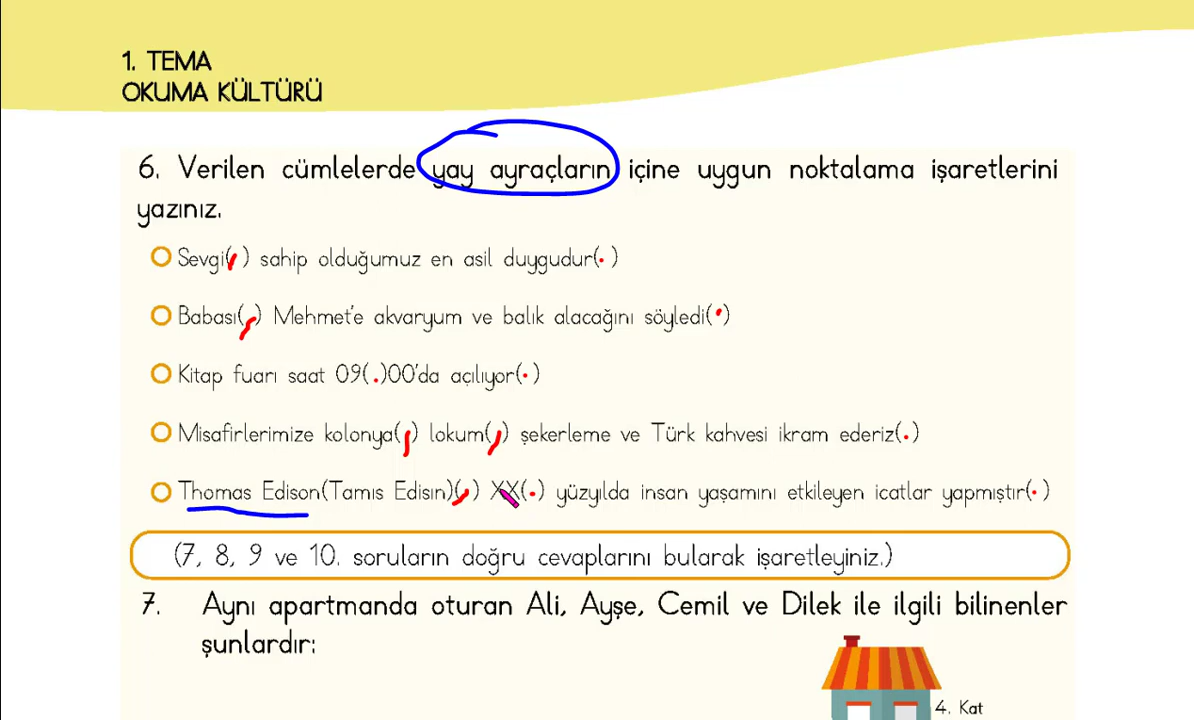 1. TEMA
OKUMA KÜLTÜRÜ
6. Verilen cümlelerde yay ayraçların içine uygun noktalama işaretlerini
yazınız.
Sevgi(,) sahip olduğumuz en asil duygudur(.)
Babası(,) Mehmet'e akvaryum ve balık alacağını söyledi(.)
Kitap fuarı saat 09(.)00'da açılıyor(.)
Misafirlerimize kolonya(,) lokum(,) şekerleme ve Türk kahvesi ikram ederiz(.)
Thomas Edison(Tamıs Edisın)(,) XX(.) yüzyılda insan yaşamını etkileyen icatlar yapmıştır(.)
(7, 8, 9 ve 10. soruların doğru cevaplarını bularak işaretleyiniz.)
7. Aynı apartmanda oturan Ali, Ayşe, Cemil ve Dilek ile ilgili bilinenler
şunlardır:
4. Kat